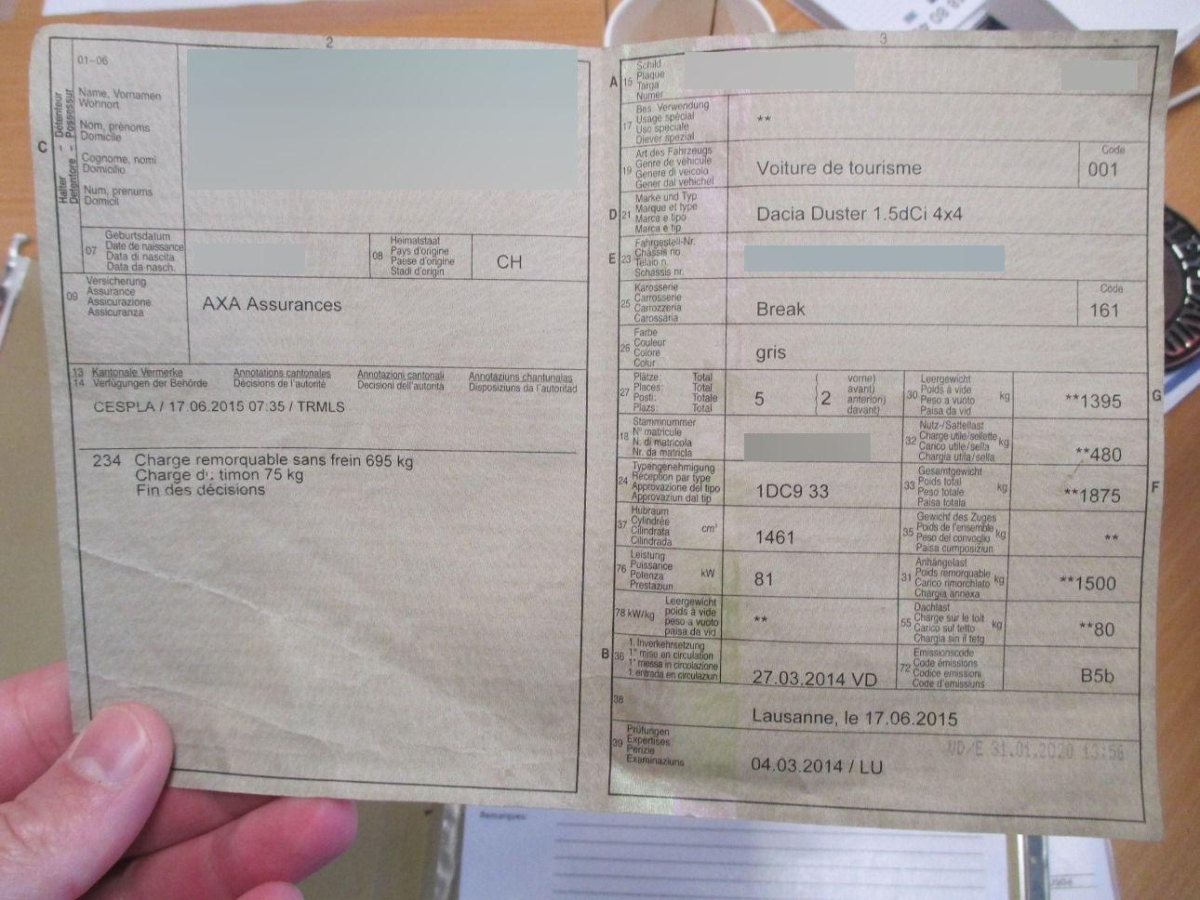 2
01-06
C
Halter - Détenteur
Detentore - Possessur
Name, Vornamen
Wohnort
Nom, prénoms
Domicile
Cognome, nomi
Domicilio
Num, prenums
Domicil
07
Geburtsdatum
Date de naissance
Data di nascita
Data da nasch.
08
Heimatstaat
Pays d'origine
Paese d'origine
Stadi d'origin
CH
09
Versicherung
Assurance
Assicurazione
Assicuranza
AXA Assurances
13 Kantonale Vermerke Annotations cantonales Annotazioni cantonali Annotaziuns chantunalas
14 Verfügungen der Behörde Décisions de l'autorité Decisioni dell'autorità Disposiziuns da l'autoritad
CESPLA / 17.06.2015 07:35 / TRMLS
234 Charge remorquable sans frein 695 kg
Charge du timon 75 kg
Fin des décisions
3
A
15
Schild
Plaque
Targa
Numer
17
Bes. Verwendung
Usage spécial
Uso speciale
Diever spezial
**
19
Art des Fahrzeugs
Genre de véhicule
Genere di veicolo
Gener dal vehichel
Voiture de tourisme
Code
001
D
21
Marke und Typ
Marque et type
Marca e tipo
Marca e tip
Dacia Duster 1.5dCi 4x4
E
23
Fahrgestell-Nr.
Châssis no
Telaio n.
Schassis nr.
25
Karosserie
Carrosserie
Carrozzeria
Carossaria
Break
Code
161
26
Farbe
Couleur
Colore
Colur
gris
27
Plätze: Total
Places: Total
Posti: Totale
Plazs: Total
5
2
vorne)
avant)
anteriori)
davant)
30
Leergewicht
Poids à vide
Peso a vuoto
Paisa da vid
kg
**1395
G
18
Stammnummer
N° matricule
N. di matricola
Nr. da matricla
32
Nutz-/Sattellast
Charge utile/sellette
Carico utile/sella
Chargia utila/sella
kg
**480
24
Typengenehmigung
Réception par type
Approvazione del tipo
Approvaziun dal tip
1DC9 33
33
Gesamtgewicht
Poids total
Peso totale
Paisa totala
kg
**1875
F
37
Hubraum
Cylindrée
Cilindrata
Cilindrada
cm³
1461
35
Gewicht des Zuges
Poids de l'ensemble
Peso del convoglio
Paisa cumposiziun
kg
**
76
Leistung
Puissance
Potenza
Prestaziun
kW
81
31
Anhängelast
Poids remorquable
Carico rimorchiato
Chargia annexa
kg
**1500
78 kW/kg
Leergewicht
poids à vide
peso a vuoto
paisa da vid
**
55
Dachlast
Charge sur le toit
Carico sul tetto
Chargia sin il tetg
kg
**80
B
36
1. Inverkehrsetzung
1re mise en circulation
1a messa in circolazione
1. entrada en circulaziun
27.03.2014 VD
72
Emissionscode
Code émissions
Codice emissioni
Code d'emissiuns
B5b
38
Lausanne, le 17.06.2015
39
Prüfungen
Expertises
Perizie
Examinaziuns
04.03.2014 / LU
VD/E 31.01.2020 13:56
Remarques: